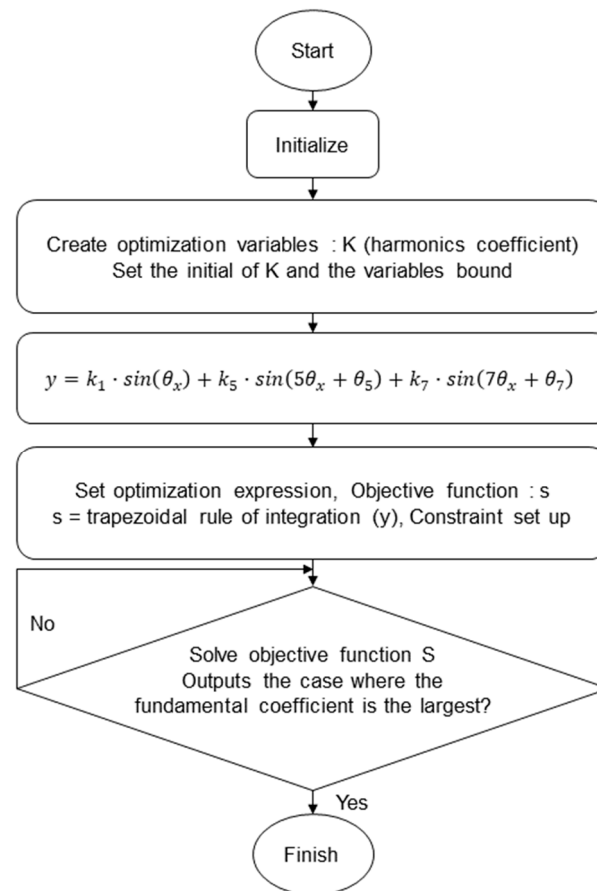 Start
Initialize
Create optimization variables : K (harmonics coefficient)
Set the initial of K and the variables bound
y = k₁ · sin(θₓ) + k₅ · sin(5θₓ + θ₅) + k₇ · sin(7θₓ + θ₇)
Set optimization expression, Objective function : s
s = trapezoidal rule of integration (y), Constraint set up
No
Solve objective function S
Outputs the case where the
fundamental coefficient is the largest?
Yes
Finish